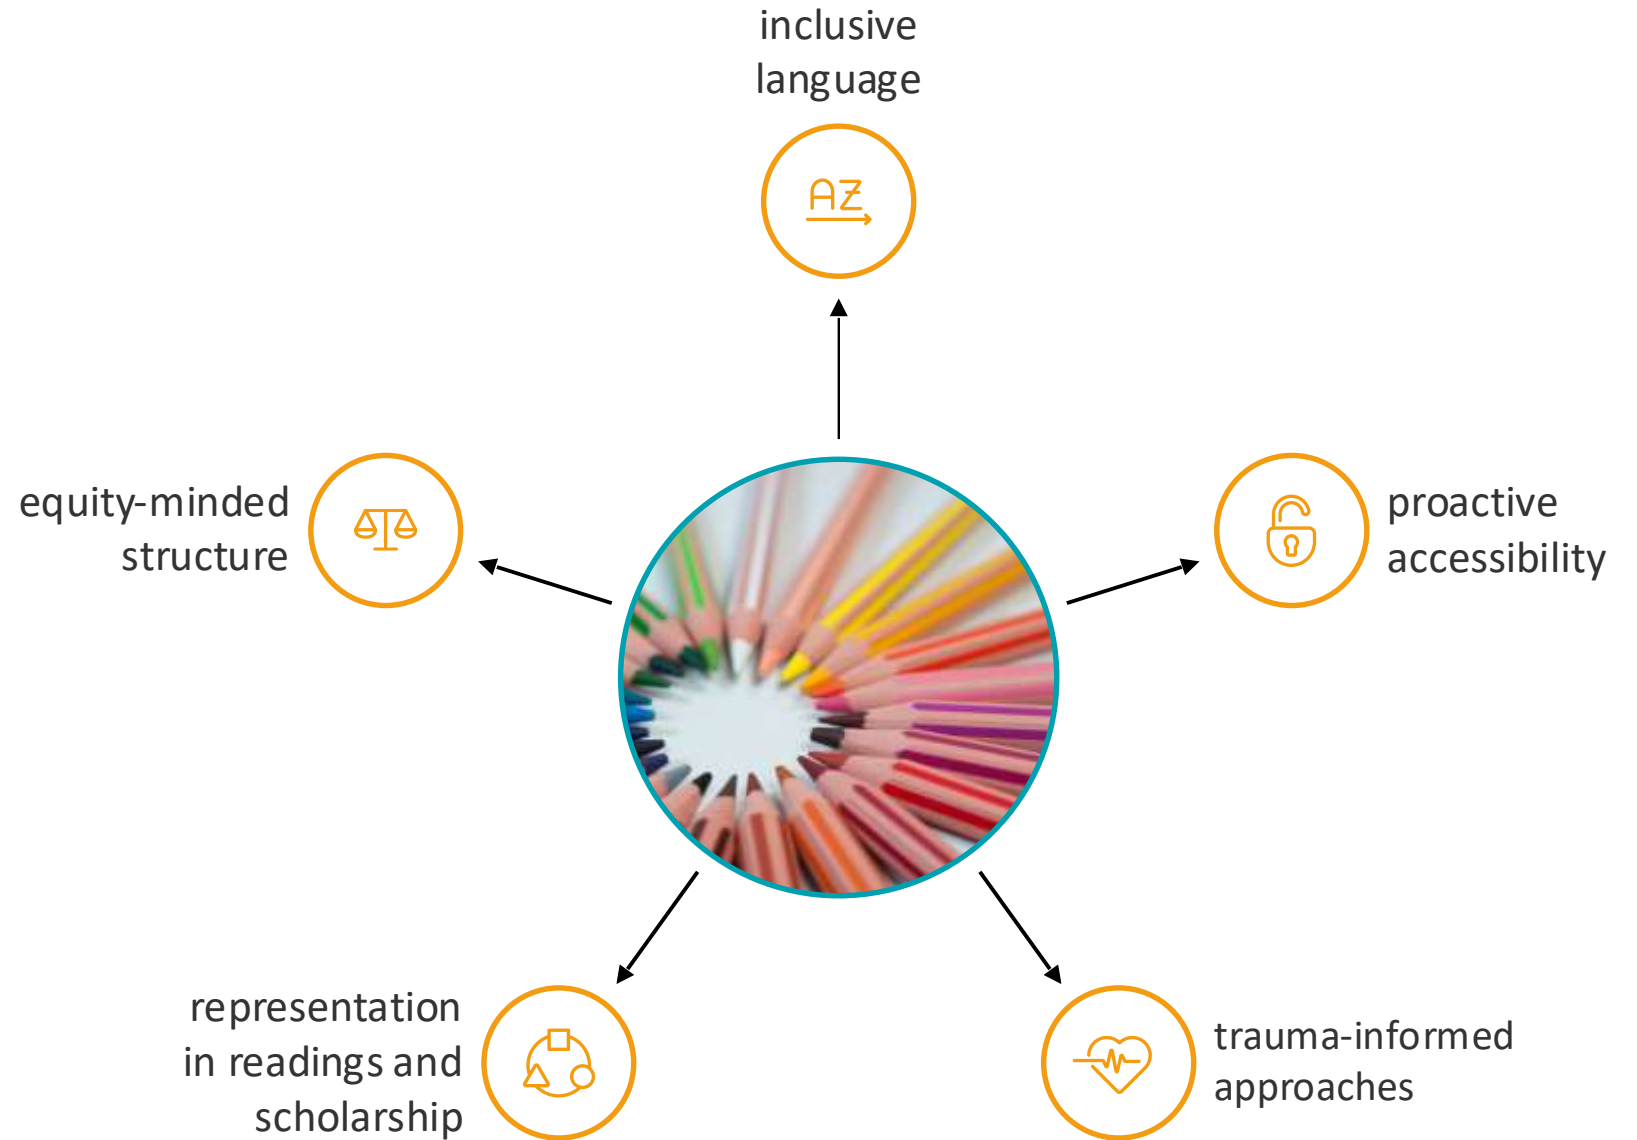 inclusive
language
AZ
equity-minded
structure
proactive
accessibility
representation
in readings and
scholarship
trauma-informed
approaches